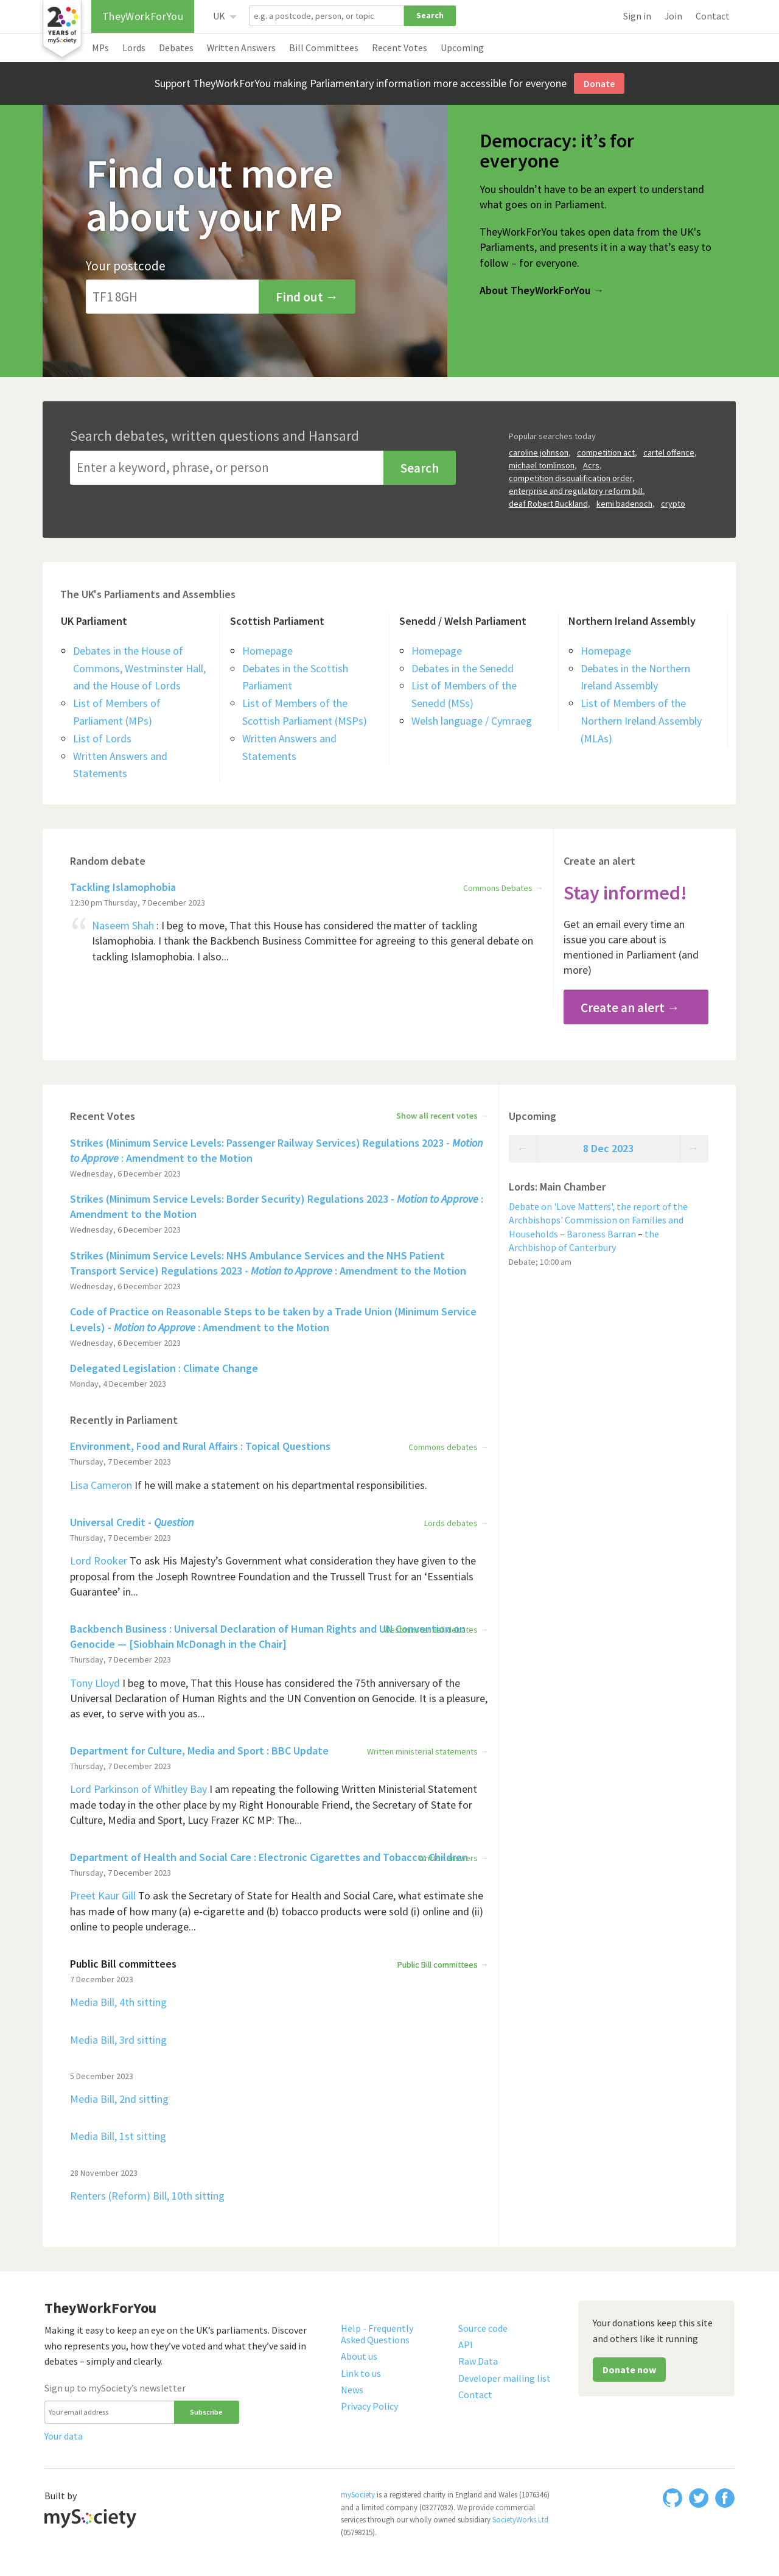 20
YEARS of
mySociety
TheyWorkForYou
UK
e.g. a postcode, person, or topic
Search
Sign in
Join
Contact
MPs
Lords
Debates
Written Answers
Bill Committees
Recent Votes
Upcoming
Support TheyWorkForYou making Parliamentary information more accessible for everyone
Donate
Find out more
about your MP
Your postcode
TF1 8GH
Find out →
Democracy: it’s for
everyone
You shouldn’t have to be an expert to understand
what goes on in Parliament.
TheyWorkForYou takes open data from the UK's
Parliaments, and presents it in a way that’s easy to
follow – for everyone.
About TheyWorkForYou →
Search debates, written questions and Hansard
Enter a keyword, phrase, or person
Search
Popular searches today
caroline johnson, competition act, cartel offence,
michael tomlinson, Acrs,
competition disqualification order,
enterprise and regulatory reform bill,
deaf Robert Buckland, kemi badenoch, crypto
The UK's Parliaments and Assemblies
UK Parliament
Debates in the House of
Commons, Westminster Hall,
and the House of Lords
List of Members of
Parliament (MPs)
List of Lords
Written Answers and
Statements
Scottish Parliament
Homepage
Debates in the Scottish
Parliament
List of Members of the
Scottish Parliament (MSPs)
Written Answers and
Statements
Senedd / Welsh Parliament
Homepage
Debates in the Senedd
List of Members of the
Senedd (MSs)
Welsh language / Cymraeg
Northern Ireland Assembly
Homepage
Debates in the Northern
Ireland Assembly
List of Members of the
Northern Ireland Assembly
(MLAs)
Random debate
Tackling Islamophobia
Commons Debates →
12:30 pm Thursday, 7 December 2023
“ Naseem Shah : I beg to move, That this House has considered the matter of tackling
Islamophobia. I thank the Backbench Business Committee for agreeing to this general debate on
tackling Islamophobia. I also...
Create an alert
Stay informed!
Get an email every time an
issue you care about is
mentioned in Parliament (and
more)
Create an alert →
Recent Votes
Show all recent votes →
Strikes (Minimum Service Levels: Passenger Railway Services) Regulations 2023 - Motion
to Approve : Amendment to the Motion
Wednesday, 6 December 2023
Strikes (Minimum Service Levels: Border Security) Regulations 2023 - Motion to Approve :
Amendment to the Motion
Wednesday, 6 December 2023
Strikes (Minimum Service Levels: NHS Ambulance Services and the NHS Patient
Transport Service) Regulations 2023 - Motion to Approve : Amendment to the Motion
Wednesday, 6 December 2023
Code of Practice on Reasonable Steps to be taken by a Trade Union (Minimum Service
Levels) - Motion to Approve : Amendment to the Motion
Wednesday, 6 December 2023
Delegated Legislation : Climate Change
Monday, 4 December 2023
Recently in Parliament
Environment, Food and Rural Affairs : Topical Questions
Commons debates →
Thursday, 7 December 2023
Lisa Cameron If he will make a statement on his departmental responsibilities.
Universal Credit - Question
Lords debates →
Thursday, 7 December 2023
Lord Rooker To ask His Majesty’s Government what consideration they have given to the
proposal from the Joseph Rowntree Foundation and the Trussell Trust for an ‘Essentials
Guarantee’ in...
Backbench Business : Universal Declaration of Human Rights and UN Convention on
Genocide — [Siobhain McDonagh in the Chair]
Westminster Hall debates →
Thursday, 7 December 2023
Tony Lloyd I beg to move, That this House has considered the 75th anniversary of the
Universal Declaration of Human Rights and the UN Convention on Genocide. It is a pleasure,
as ever, to serve with you as...
Department for Culture, Media and Sport : BBC Update
Written ministerial statements →
Thursday, 7 December 2023
Lord Parkinson of Whitley Bay I am repeating the following Written Ministerial Statement
made today in the other place by my Right Honourable Friend, the Secretary of State for
Culture, Media and Sport, Lucy Frazer KC MP: The...
Department of Health and Social Care : Electronic Cigarettes and Tobacco: Children
Written answers →
Thursday, 7 December 2023
Preet Kaur Gill To ask the Secretary of State for Health and Social Care, what estimate she
has made of how many (a) e-cigarette and (b) tobacco products were sold (i) online and (ii)
online to people underage...
Public Bill committees
Public Bill committees →
7 December 2023
Media Bill, 4th sitting
Media Bill, 3rd sitting
5 December 2023
Media Bill, 2nd sitting
Media Bill, 1st sitting
28 November 2023
Renters (Reform) Bill, 10th sitting
Upcoming
← 8 Dec 2023 →
Lords: Main Chamber
Debate on 'Love Matters', the report of the
Archbishops' Commission on Families and
Households – Baroness Barran – the
Archbishop of Canterbury
Debate; 10:00 am
TheyWorkForYou
Making it easy to keep an eye on the UK’s parliaments. Discover
who represents you, how they’ve voted and what they’ve said in
debates – simply and clearly.
Sign up to mySociety’s newsletter
Your email address
Subscribe
Your data
Help - Frequently
Asked Questions
About us
Link to us
News
Privacy Policy
Source code
API
Raw Data
Developer mailing list
Contact
Your donations keep this site
and others like it running
Donate now
Built by
mySociety
mySociety is a registered charity in England and Wales (1076346)
and a limited company (03277032). We provide commercial
services through our wholly owned subsidiary SocietyWorks Ltd
(05798215).